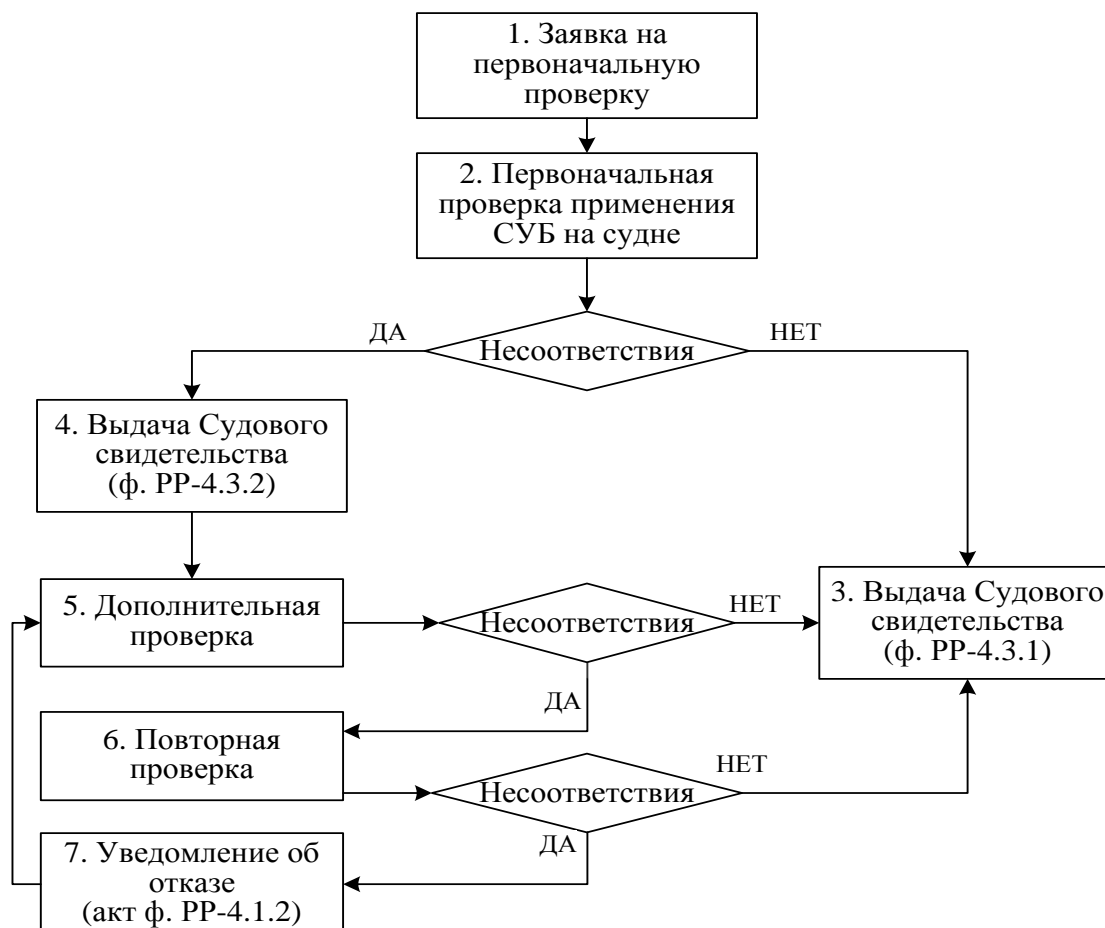 1. Заявка на
первоначальную
проверку
2. Первоначальная
проверка применения
СУБ на судне
ДА
НЕТ
Несоответствия
4. Выдача Судового
свидетельства
(ф. РР-4.3.2)
5. Дополнительная
проверка
Несоответствия
НЕТ
3. Выдача Судового
свидетельства
(ф. РР-4.3.1)
ДА
6. Повторная
проверка
Несоответствия
НЕТ
ДА
7. Уведомление об
отказе
(акт ф. РР-4.1.2)